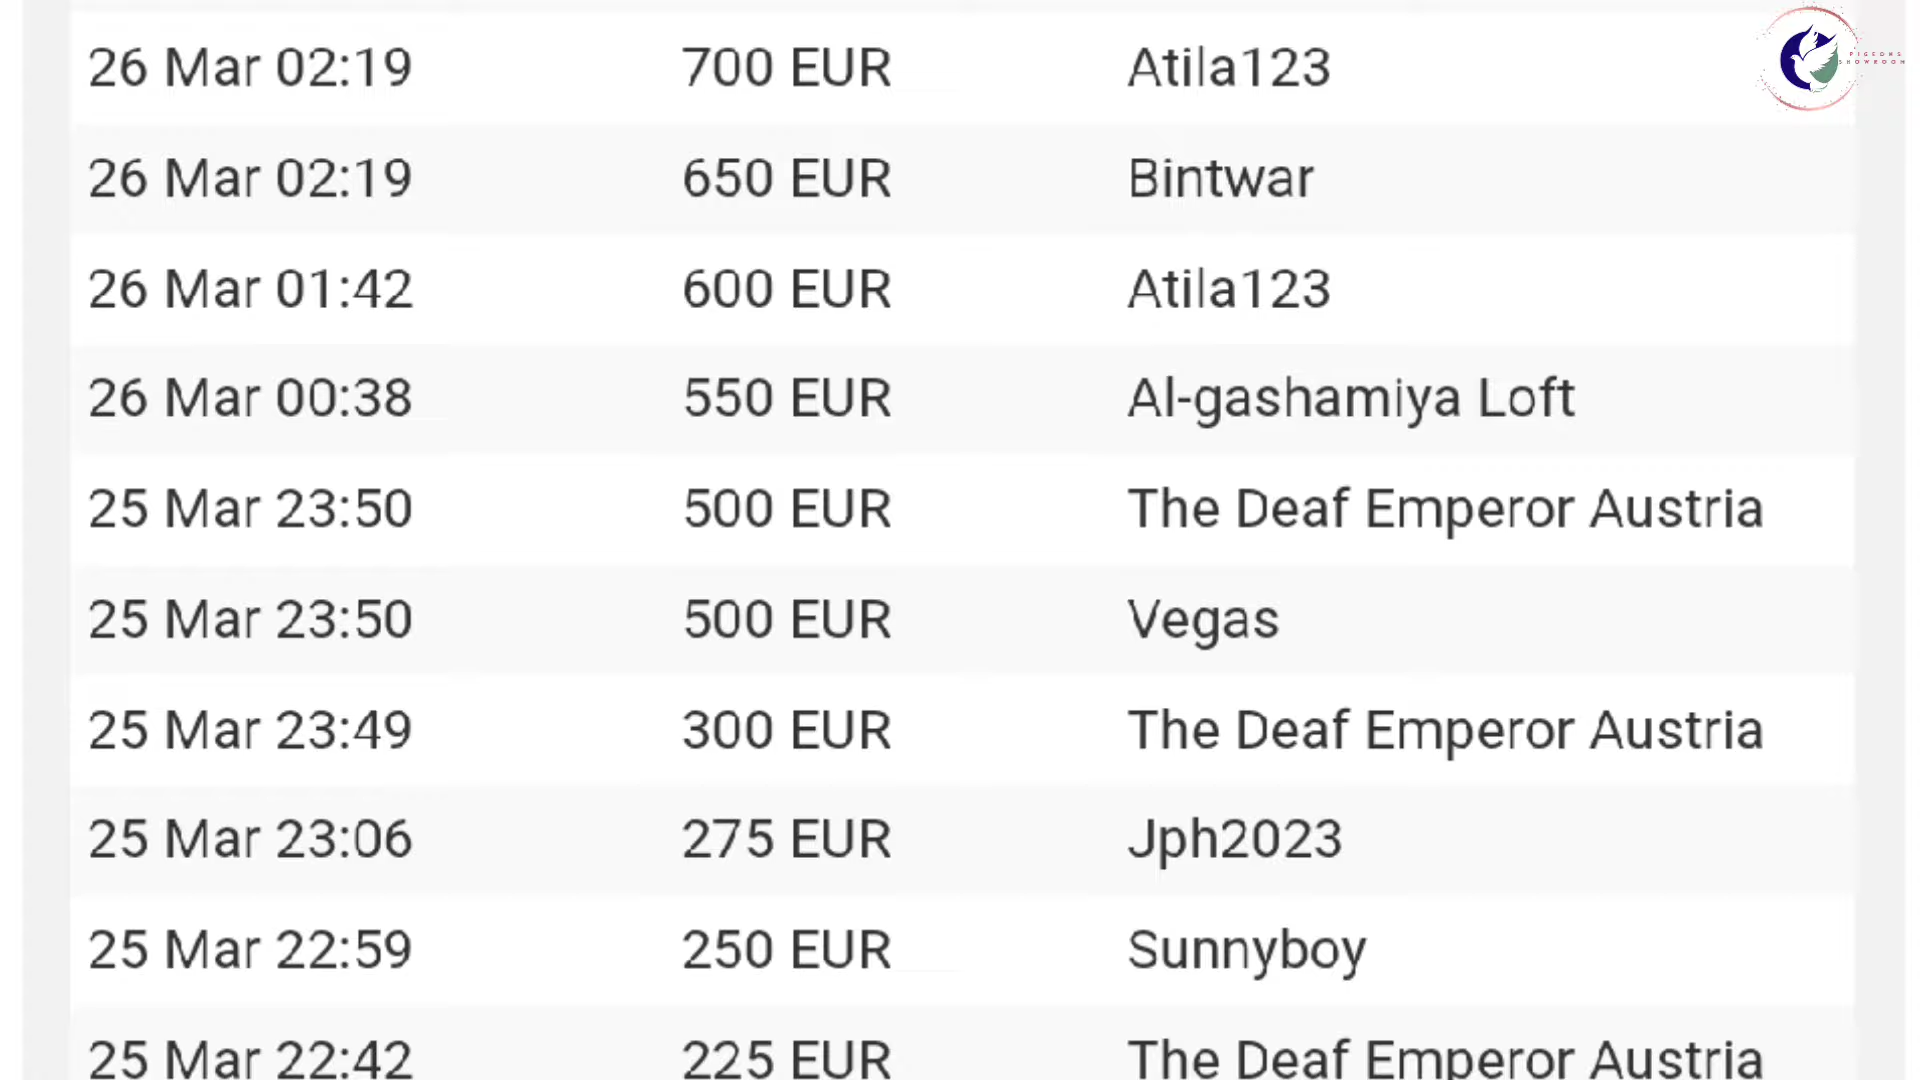 26 Mar 02:19 700 EUR Atila123
PIGEONS
SHOWROOM
26 Mar 02:19 650 EUR Bintwar
26 Mar 01:42 600 EUR Atila123
26 Mar 00:38 550 EUR Al-gashamiya Loft
25 Mar 23:50 500 EUR The Deaf Emperor Austria
25 Mar 23:50 500 EUR Vegas
25 Mar 23:49 300 EUR The Deaf Emperor Austria
25 Mar 23:06 275 EUR Jph2023
25 Mar 22:59 250 EUR Sunnyboy
25 Mar 22:42 225 EUR The Deaf Emperor Austria